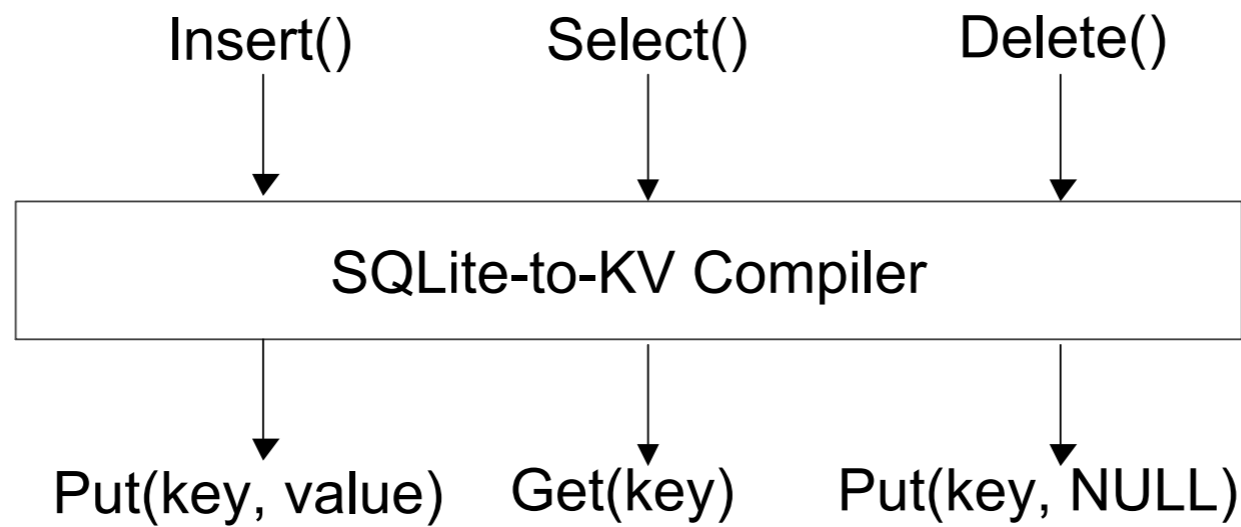 Insert() Select() Delete()
SQLite-to-KV Compiler
Put(key, value) Get(key) Put(key, NULL)